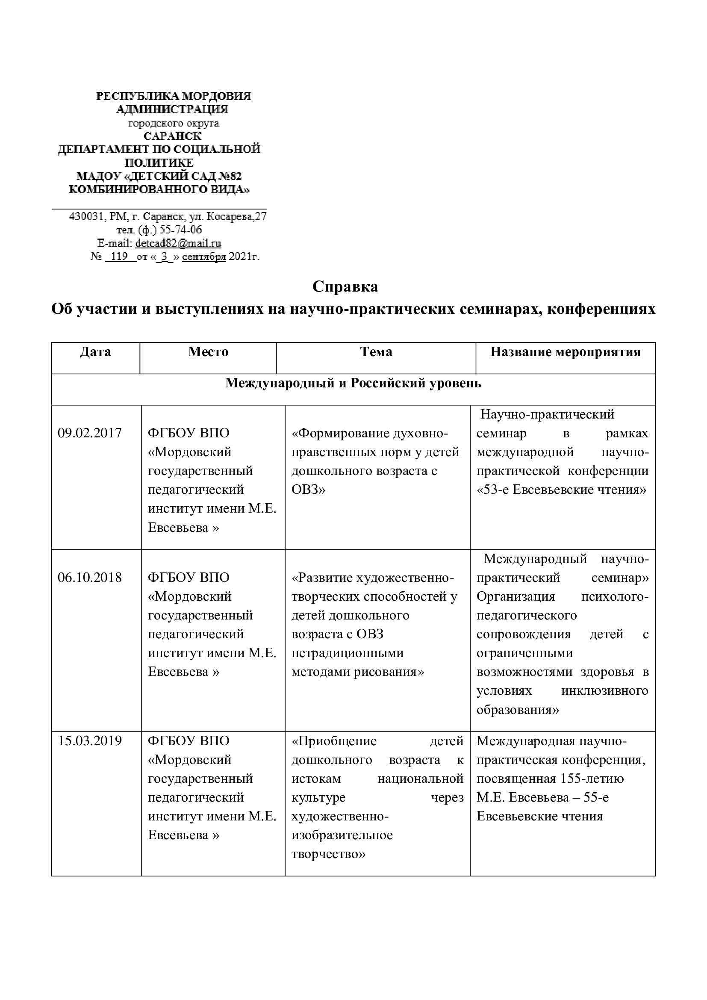 РЕСПУБЛИКА МОРДОВИЯ
АДМИНИСТРАЦИЯ
городского округа
САРАНСК
ДЕПАРТАМЕНТ ПО СОЦИАЛЬНОЙ
ПОЛИТИКЕ
МАДОУ «ДЕТСКИЙ САД №82
КОМБИНИРОВАННОГО ВИДА»
430031, РМ, г. Саранск, ул. Косарева,27
тел. (ф.) 55-74-06
E-mail: detcad82@mail.ru
№ _119_ от «_3_» сентября 2021г.
Справка
Об участии и выступлениях на научно-практических семинарах, конференциях
Дата
Место
Тема
Название мероприятия
Международный и Российский уровень
09.02.2017
ФГБОУ ВПО
«Мордовский
государственный
педагогический
институт имени М.Е.
Евсевьева »
«Формирование духовно-
нравственных норм у детей
дошкольного возраста с
ОВЗ»
Научно-практический
семинар в рамках
международной научно-
практической конференции
«53-е Евсевьевские чтения»
06.10.2018
ФГБОУ ВПО
«Мордовский
государственный
педагогический
институт имени М.Е.
Евсевьева »
«Развитие художественно-
творческих способностей у
детей дошкольного
возраста с ОВЗ
нетрадиционными
методами рисования»
Международный научно-
практический семинар»
Организация психолого-
педагогического
сопровождения детей с
ограниченными
возможностями здоровья в
условиях инклюзивного
образования»
15.03.2019
ФГБОУ ВПО
«Мордовский
государственный
педагогический
институт имени М.Е.
Евсевьева »
«Приобщение детей
дошкольного возраста к
истокам национальной
культуре через
художественно-
изобразительное
творчество»
Международная научно-
практическая конференция,
посвященная 155-летию
М.Е. Евсевьева – 55-е
Евсевьевские чтения